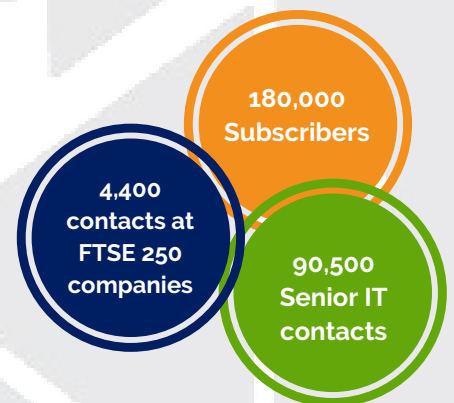 180,000
Subscribers
4,400
contacts at
FTSE 250
companies
90,500
Senior IT
contacts